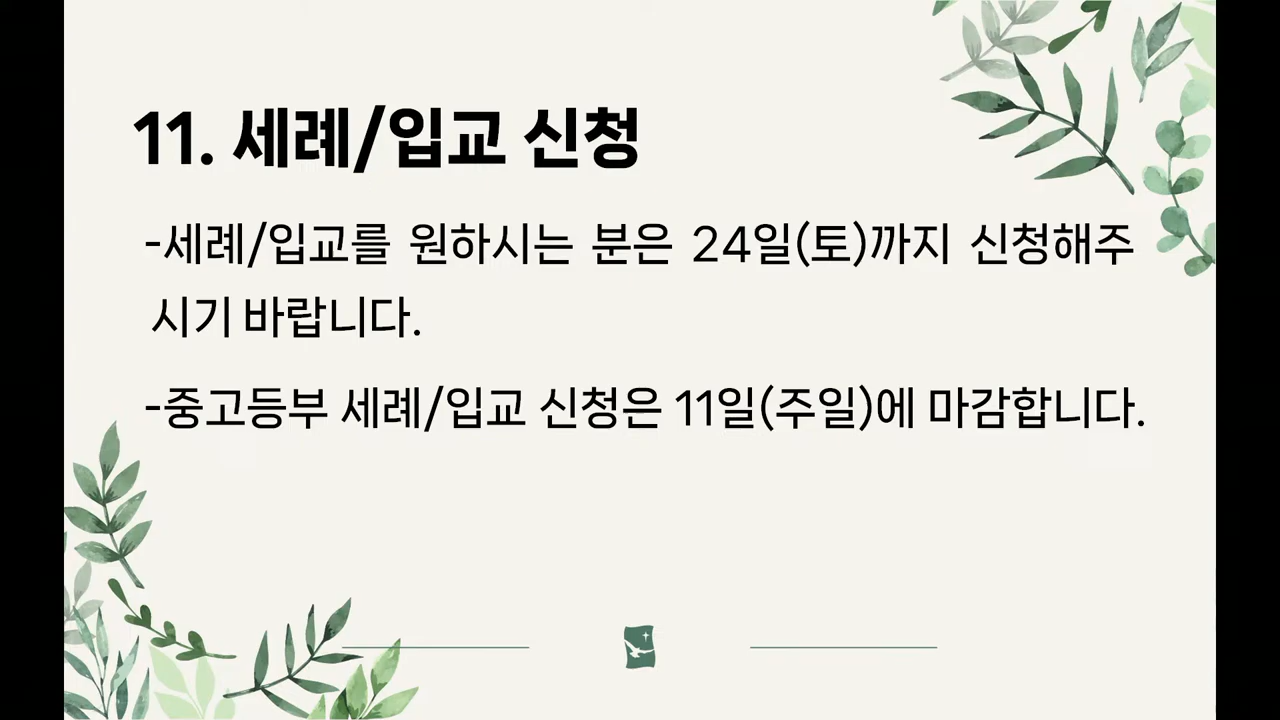 11. 세례/입교 신청
-세례/입교를 원하시는 분은 24일(토)까지 신청해주
시기 바랍니다.
-중고등부 세례/입교 신청은 11일(주일)에 마감합니다.